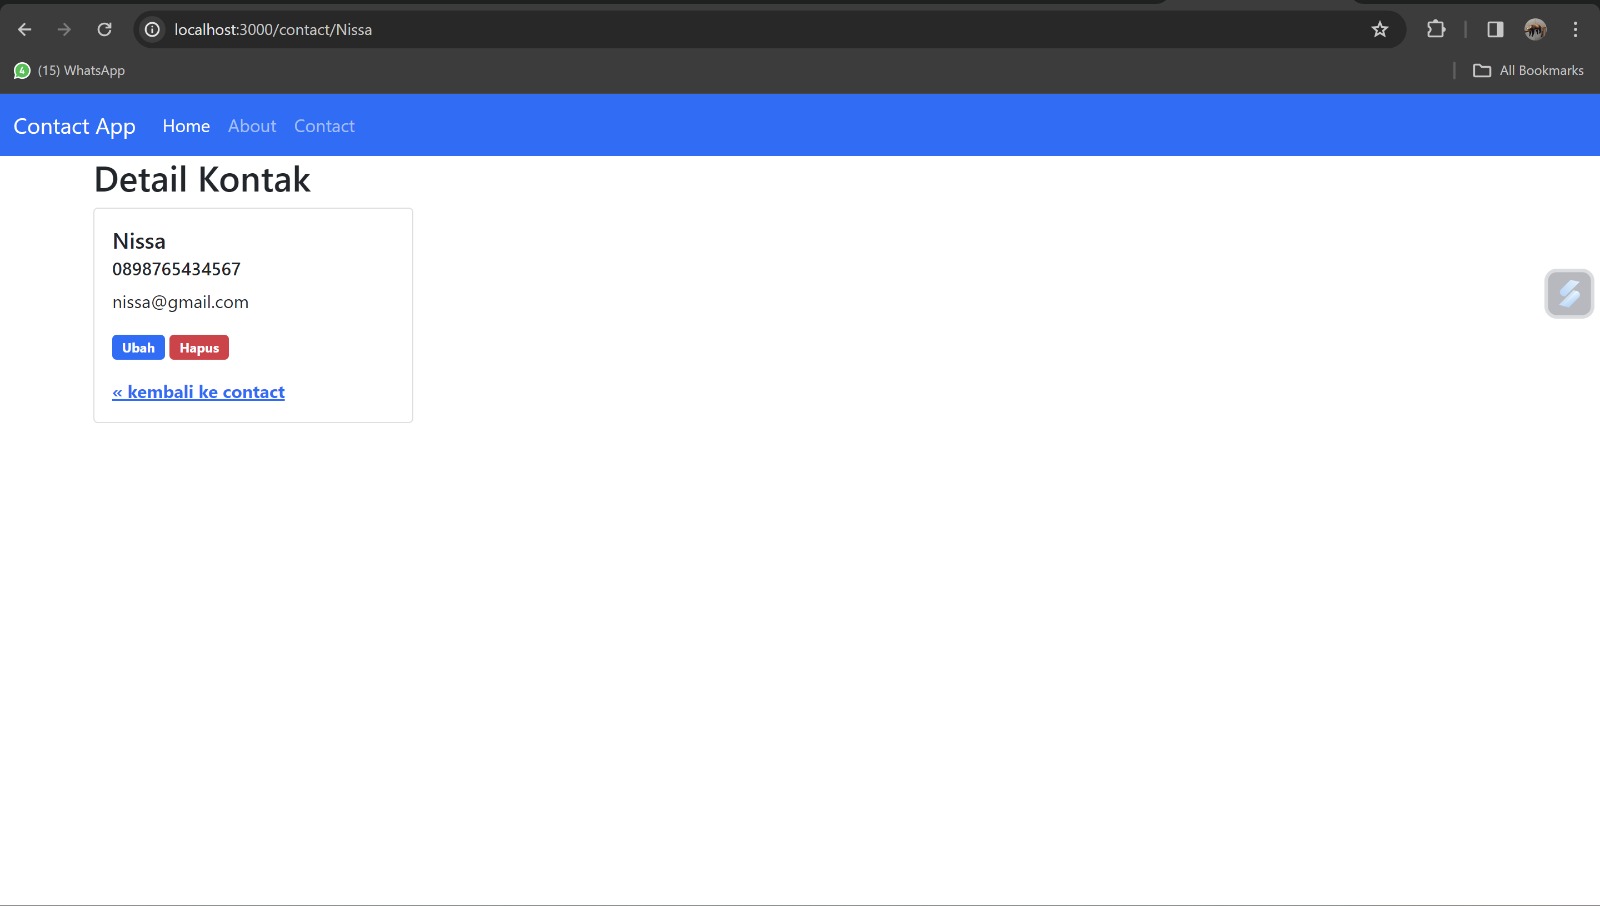 localhost:3000/contact/Nissa
4 (15) WhatsApp All Bookmarks
Contact App Home About Contact
Detail Kontak
Nissa
0898765434567
nissa@gmail.com
Ubah Hapus
« kembali ke contact